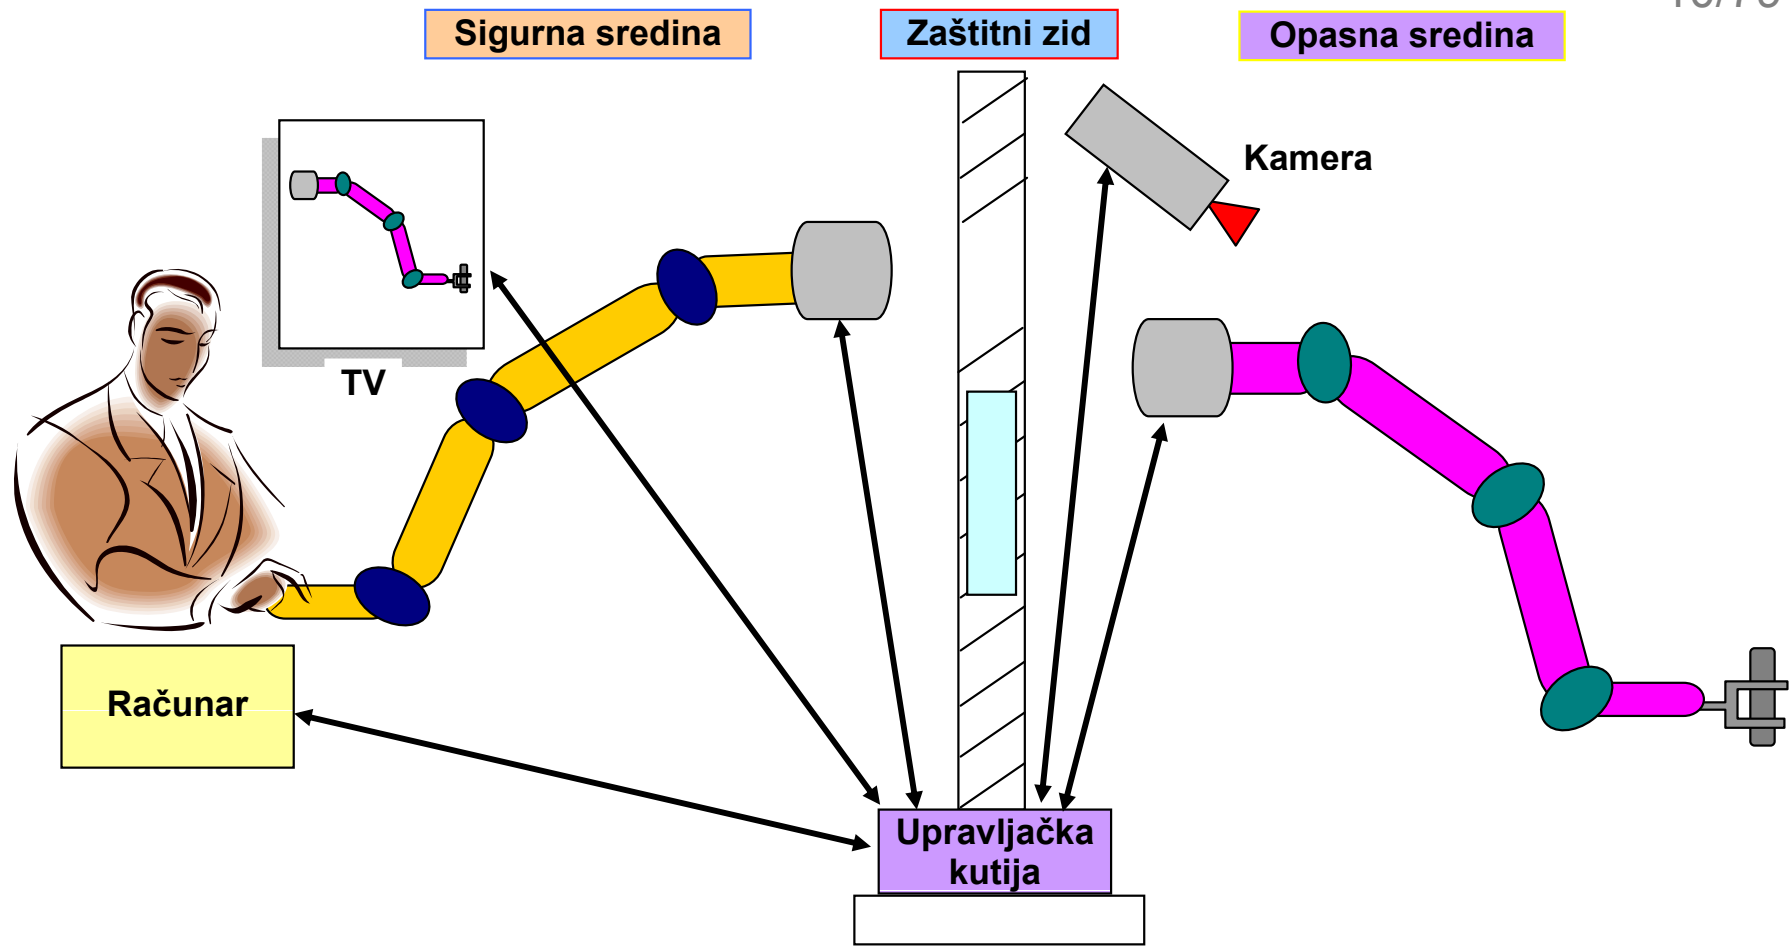 Sigurna sredina
Zaštitni zid
Opasna sredina
Kamera
TV
Računar
Upravljačka
kutija